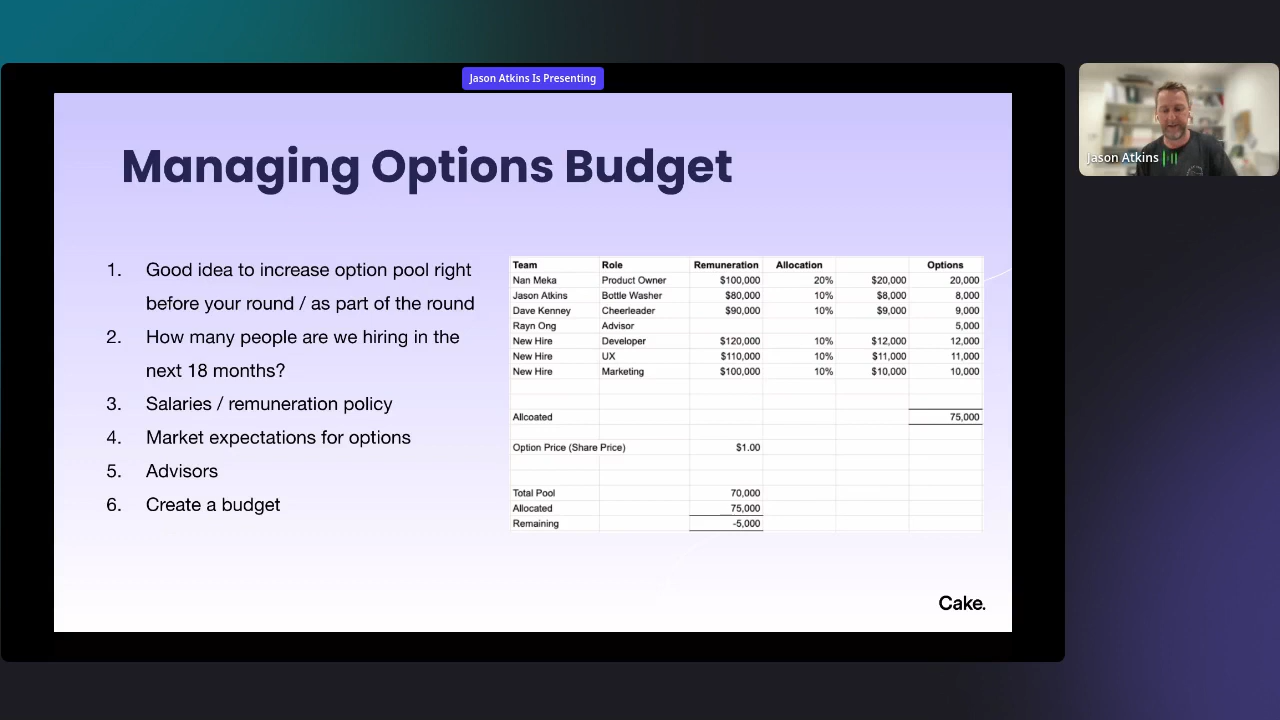 Jason Atkins Is Presenting
Managing Options Budget
1. Good idea to increase option pool right
before your round / as part of the round
2. How many people are we hiring in the
next 18 months?
3. Salaries / remuneration policy
4. Market expectations for options
5. Advisors
6. Create a budget
Team Role Remuneration Allocation Options
Nan Meka Product Owner $100,000 20% $20,000 20,000
Jason Atkins Bottle Washer $80,000 10% $8,000 8,000
Dave Kenney Cheerleader $90,000 10% $9,000 9,000
Rayn Ong Advisor 5,000
New Hire Developer $120,000 10% $12,000 12,000
New Hire UX $110,000 10% $11,000 11,000
New Hire Marketing $100,000 10% $10,000 10,000
Allcoated 75,000
Option Price (Share Price) $1.00
Total Pool 70,000
Allocated 75,000
Remaining -5,000
Cake.
Jason Atkins